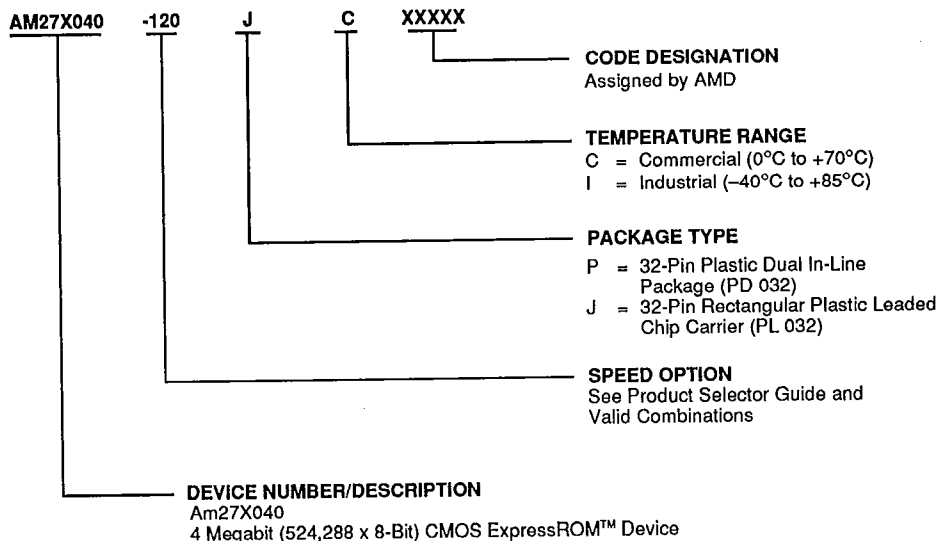 AM27X040 -120 J C XXXXX
CODE DESIGNATION
Assigned by AMD
TEMPERATURE RANGE
C = Commercial (0°C to +70°C)
I = Industrial (–40°C to +85°C)
PACKAGE TYPE
P = 32-Pin Plastic Dual In-Line
Package (PD 032)
J = 32-Pin Rectangular Plastic Leaded
Chip Carrier (PL 032)
SPEED OPTION
See Product Selector Guide and
Valid Combinations
DEVICE NUMBER/DESCRIPTION
Am27X040
4 Megabit (524,288 x 8-Bit) CMOS ExpressROM™ Device